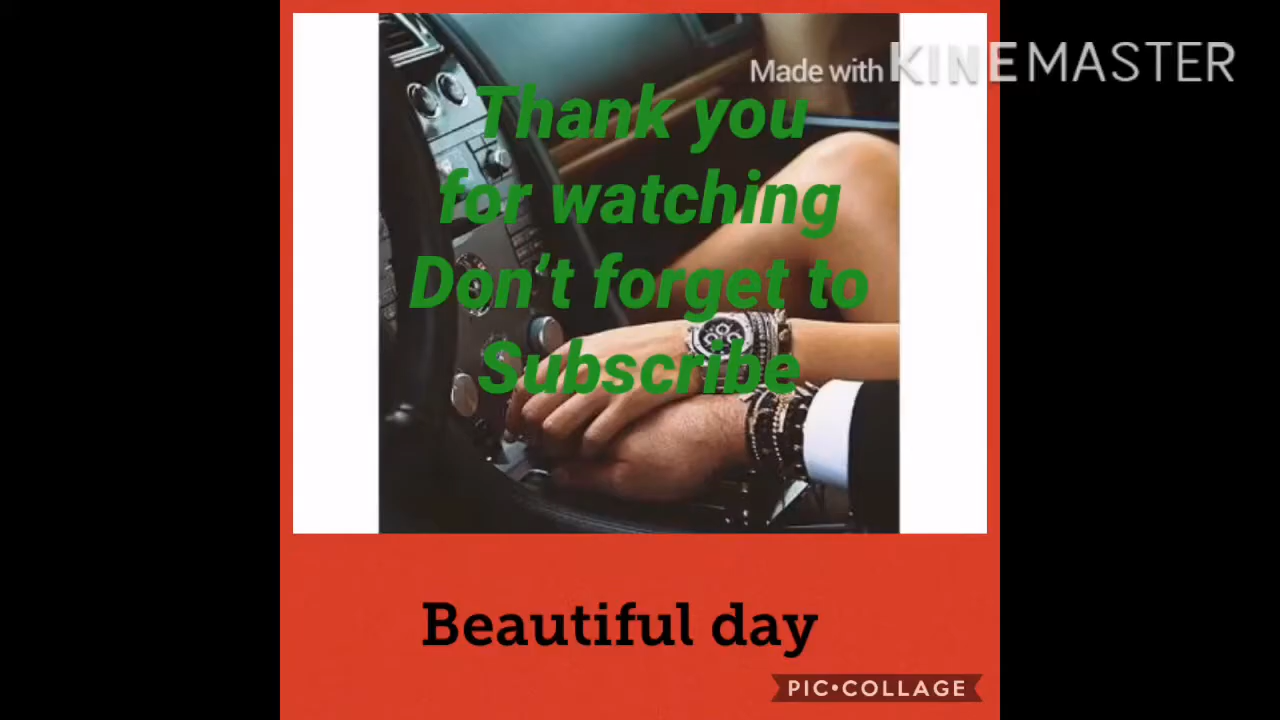 Made with KINEMASTER
Thank you
for watching
Don't forget to
Subscribe
Beautiful day
PIC•COLLAGE